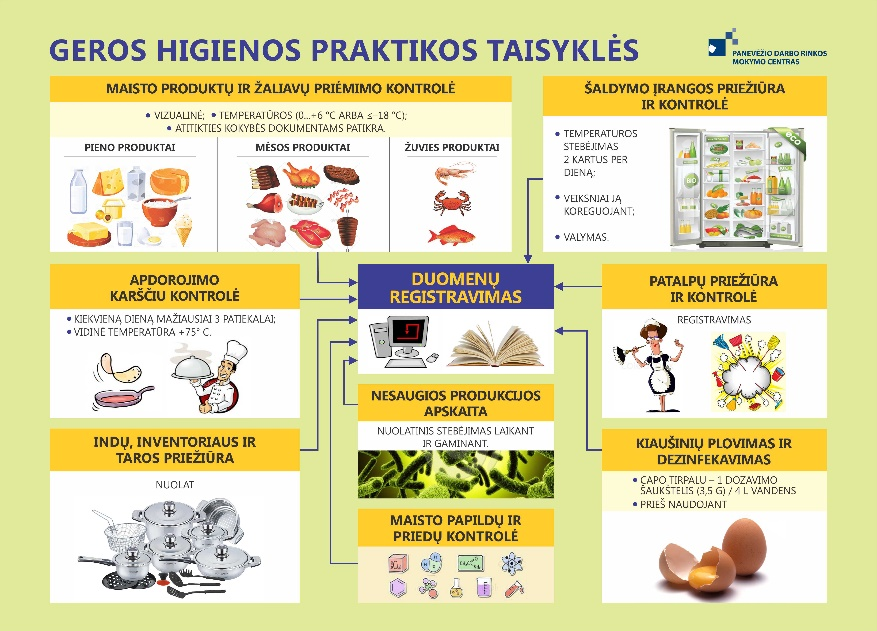 GEROS HIGIENOS PRAKTIKOS TAISYKLĖS
PANEVĖŽIO DARBO RINKOS
MOKYMO CENTRAS
MAISTO PRODUKTŲ IR ŽALIAVŲ PRIĖMIMO KONTROLĖ
• VIZUALINĖ; • TEMPERATŪROS (0...+6 °C ARBA ≤ -18 °C);
• ATITIKTIES KOKYBĖS DOKUMENTAMS PATIKRA.
PIENO PRODUKTAI
MĖSOS PRODUKTAI
ŽUVIES PRODUKTAI
ŠALDYMO ĮRANGOS PRIEŽIŪRA
IR KONTROLĖ
• TEMPERATŪROS
STEBĖJIMAS
2 KARTUS PER
DIENĄ;
• VEIKSNIAI JĄ
KOREGUOJANT;
• VALYMAS.
ECO
BIO
APDOROJIMO
KARŠČIU KONTROLĖ
• KIEKVIENĄ DIENĄ MAŽIAUSIAI 3 PATIEKALAI;
• VIDINĖ TEMPERATŪRA +75° C.
DUOMENŲ
REGISTRAVIMAS
PATALPŲ PRIEŽIŪRA
IR KONTROLĖ
REGISTRAVIMAS
NESAUGIOS PRODUKCIJOS
APSKAITA
NUOLATINIS STEBĖJIMAS LAIKANT
IR GAMINANT.
INDŲ, INVENTORIAUS IR
TAROS PRIEŽIŪRA
NUOLAT
KIAUŠINIŲ PLOVIMAS IR
DEZINFEKAVIMAS
• ČAPO TIRPALU – 1 DOZAVIMO
ŠAUKŠTELIS (3,5 G) / 4 L VANDENS
• PRIEŠ NAUDOJANT
MAISTO PAPILDŲ IR
PRIEDŲ KONTROLĖ